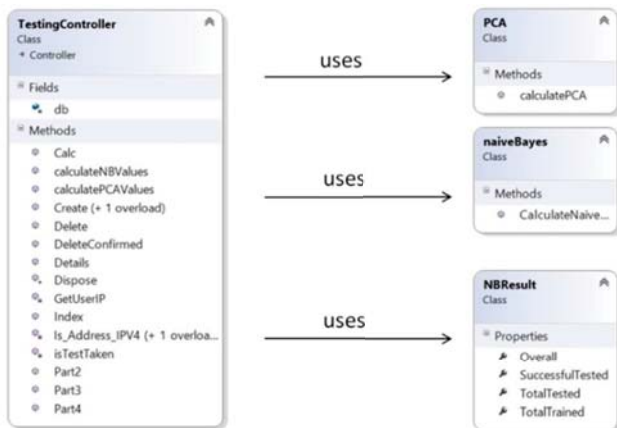 TestingController
Class
Controller
Fields
db
Methods
Calc
calculateNBValues
calculatePCAValues
Create (+ 1 overload)
Delete
DeleteConfirmed
Details
Dispose
GetUserIP
Index
Is_Address_IPV4 (+ 1 overloa...
isTestTaken
Part2
Part3
Part4
uses
PCA
Class
Methods
calculatePCA
uses
naiveBayes
Class
Methods
CalculateNaive...
uses
NBResult
Class
Properties
Overall
SuccessfulTested
TotalTested
TotalTrained